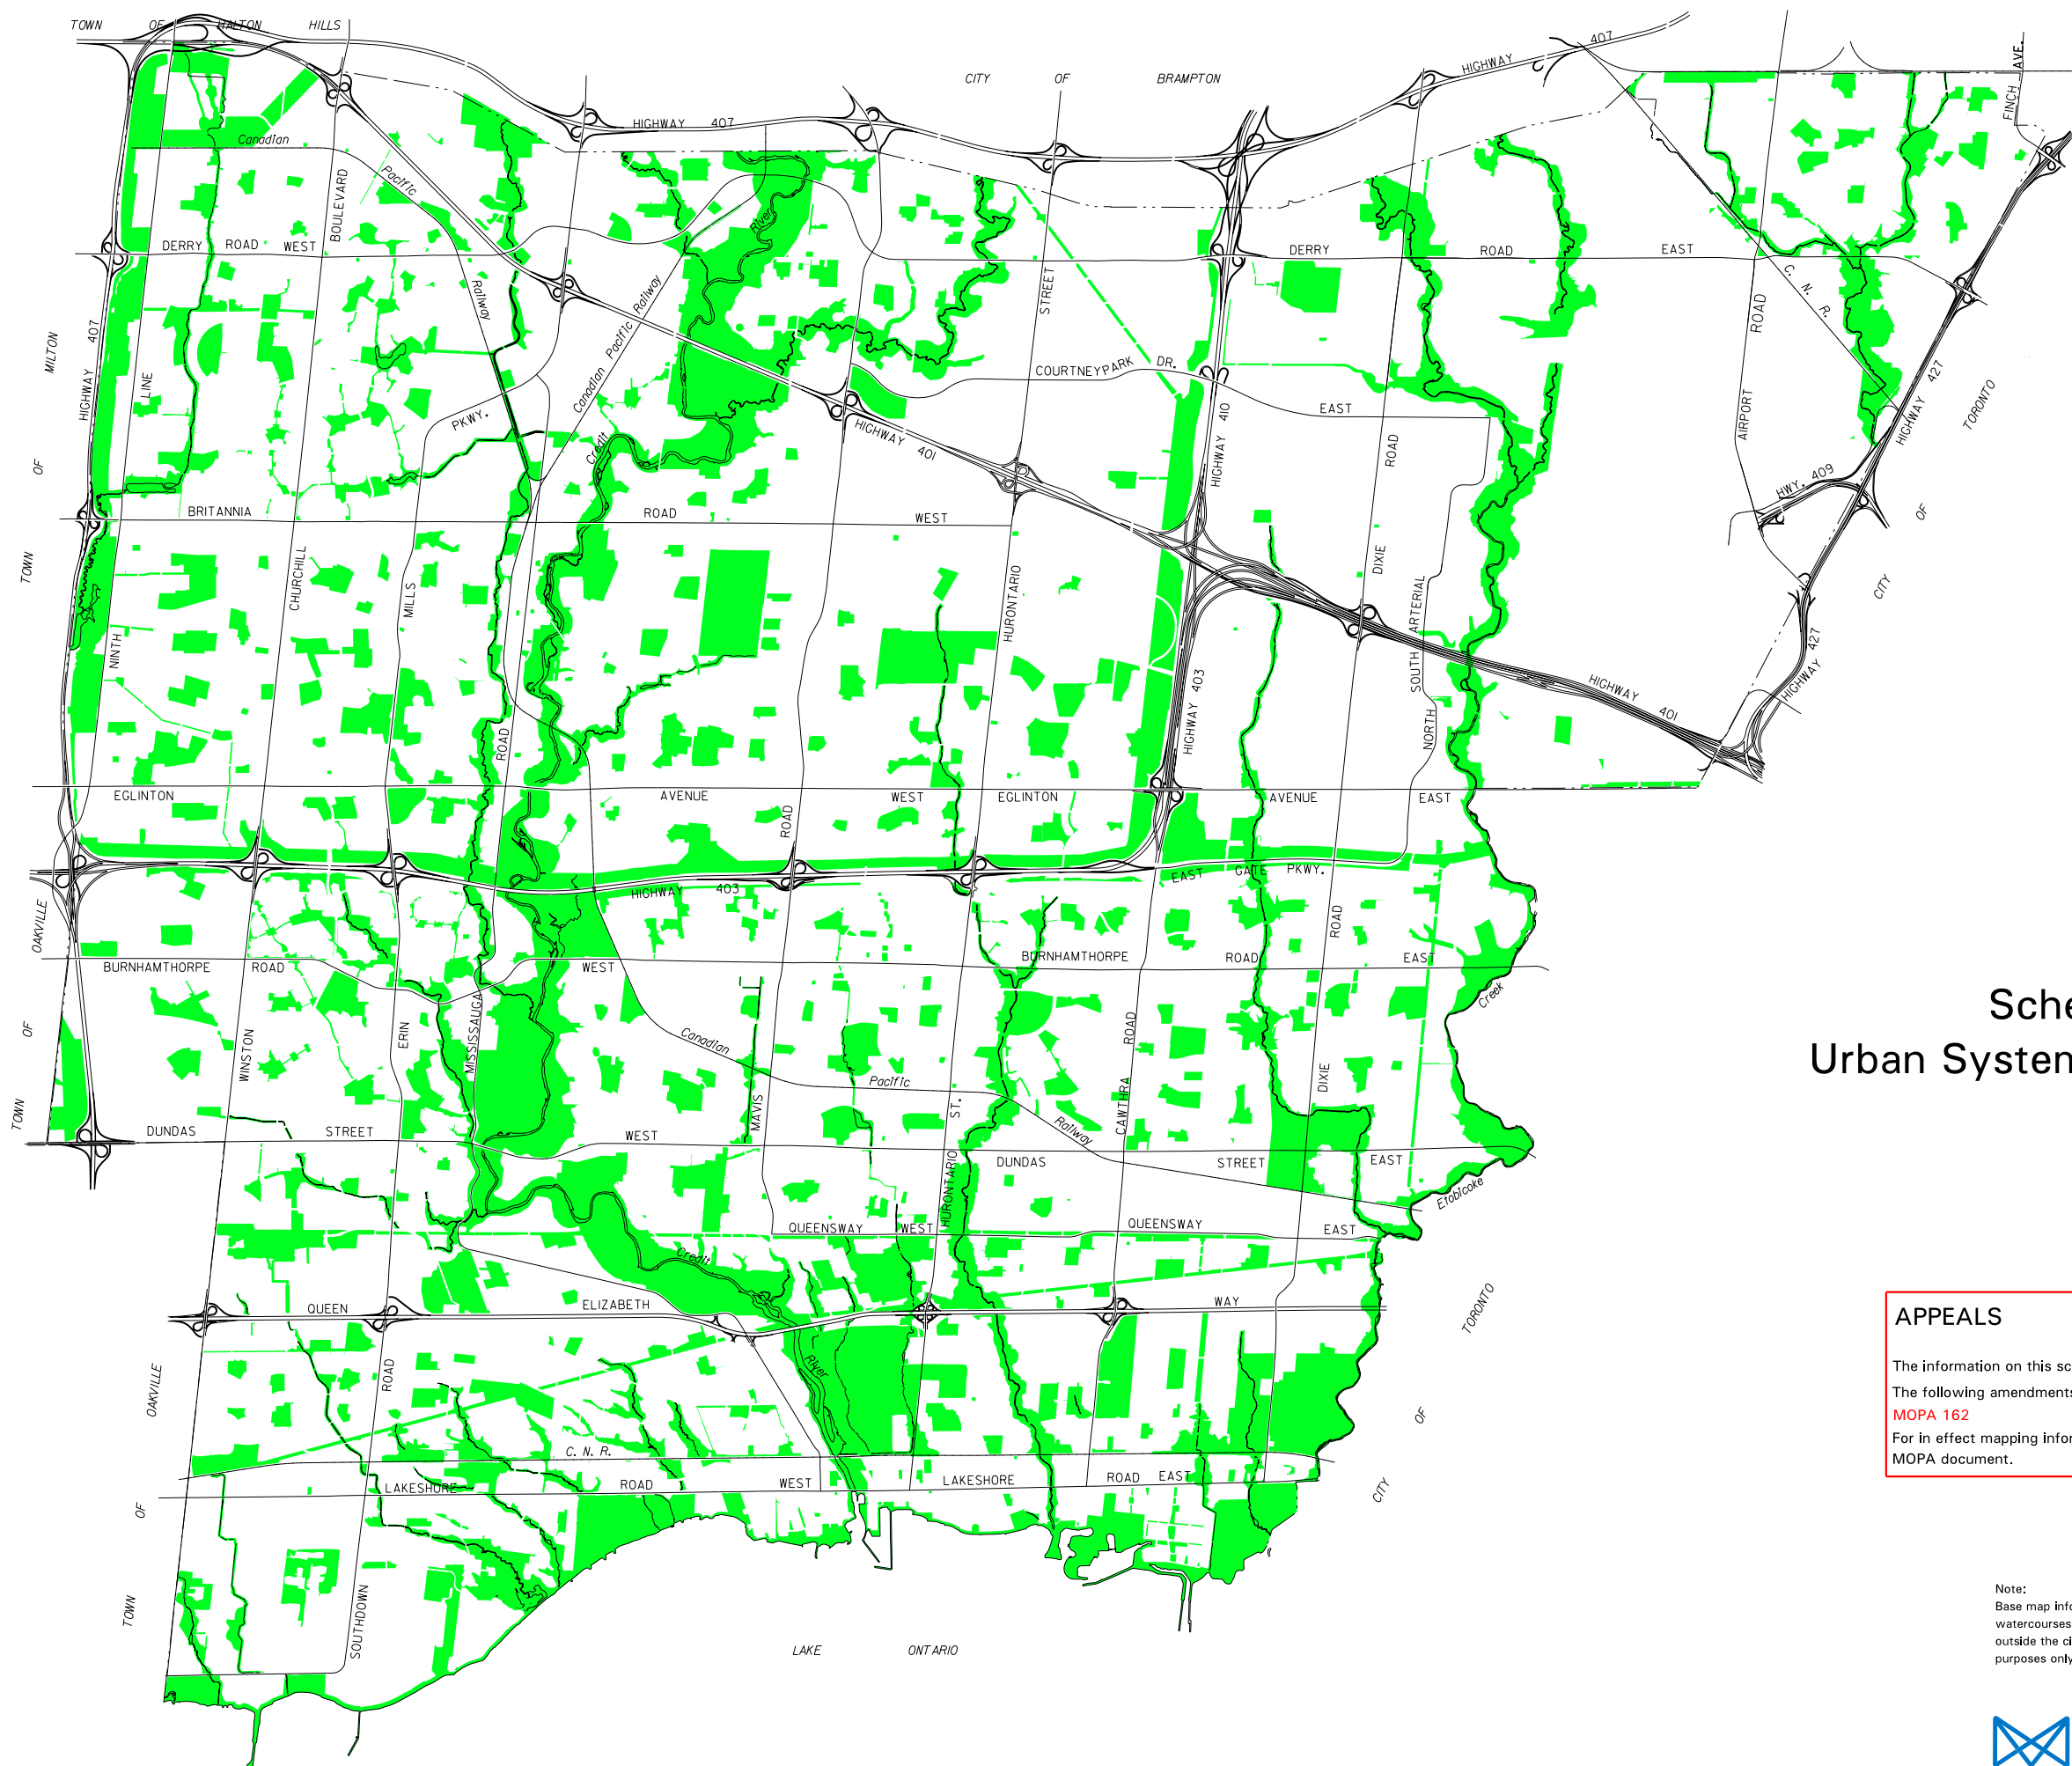 TOWN OF HALTON HILLS
CITY OF BRAMPTON
HIGHWAY 407
HIGHWAY 407
FINCH AVE.
Canadian Pacific Railway
BOULEVARD
River
DERRY ROAD WEST
DERRY ROAD EAST
C. N. R.
STREET
ROAD
MILTON
HIGHWAY 407
LINE
Canadian Pacific Railway
COURTNEYPARK DR.
EAST
AIRPORT
HIGHWAY 427
TORONTO
PKWY.
Credit
HIGHWAY 401
HIGHWAY 410
ROAD
HWY. 409
OF
BRITANNIA ROAD WEST
OF
TOWN
CHURCHILL
MILLS
HURONTARIO
DIXIE
SOUTH ARTERIAL
CITY
NINTH
HIGHWAY 427
HIGHWAY 403
HIGHWAY 401
NORTH
ROAD
EGLINTON AVENUE WEST
EGLINTON AVENUE EAST
ROAD
HIGHWAY 403
EAST GATE PKWY.
OAKVILLE
ROAD
BURNHAMTHORPE ROAD WEST
BURNHAMTHORPE ROAD EAST
Creek
Sche
Urban System
OF
WINSTON
ERIN
MISSISSAUGA
Canadian Pacific Railway
ROAD
CAWTHRA
DIXIE
TOWN
MAVIS
ST.
DUNDAS STREET WEST
DUNDAS STREET EAST
HURONTARIO
Etobicoke
QUEENSWAY WEST
QUEENSWAY EAST
Credit
QUEEN ELIZABETH WAY
TORONTO
APPEALS
The information on this sc
The following amendments
MOPA 162
For in effect mapping infor
MOPA document.
River
OAKVILLE
ROAD
OF
C. N. R.
LAKESHORE ROAD WEST
LAKESHORE ROAD EAST
CITY
OF
TOWN
SOUTHDOWN
LAKE ONTARIO
Note:
Base map info
watercourses
outside the ci
purposes only